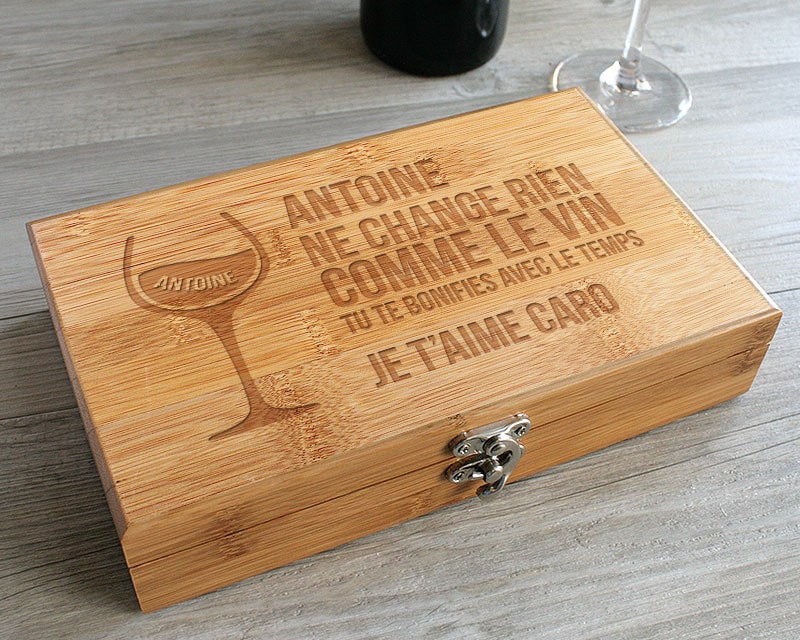 ANTOINE
ANTOINE
NE CHANGE RIEN
COMME LE VIN
TU TE BONIFIES AVEC LE TEMPS
JE T'AIME CARO